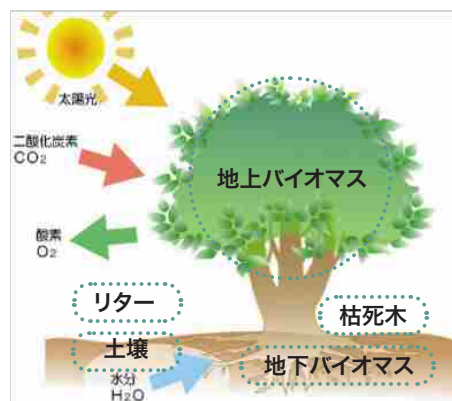 太陽光
二酸化炭素
CO2
地上バイオマス
酸素
O2
リター
枯死木
土壌
地下バイオマス
水分
H2O